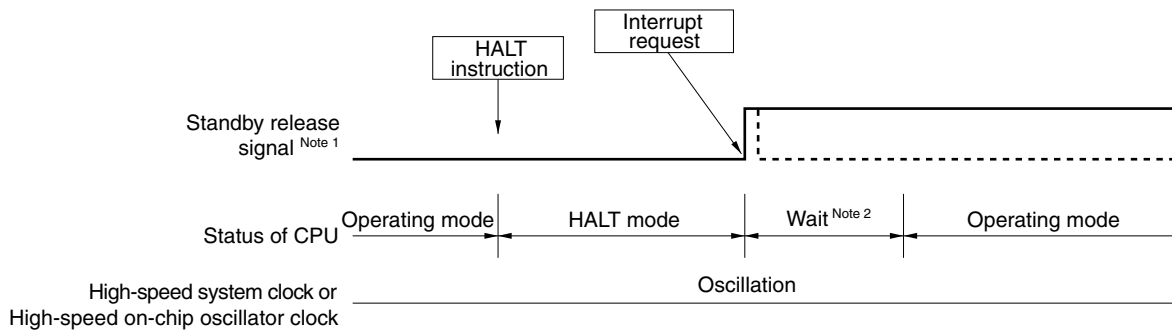 Interrupt
request
HALT
instruction
Standby release
signal Note 1
Operating mode
HALT mode
Wait Note 2
Operating mode
Status of CPU
Oscillation
High-speed system clock or
High-speed on-chip oscillator clock